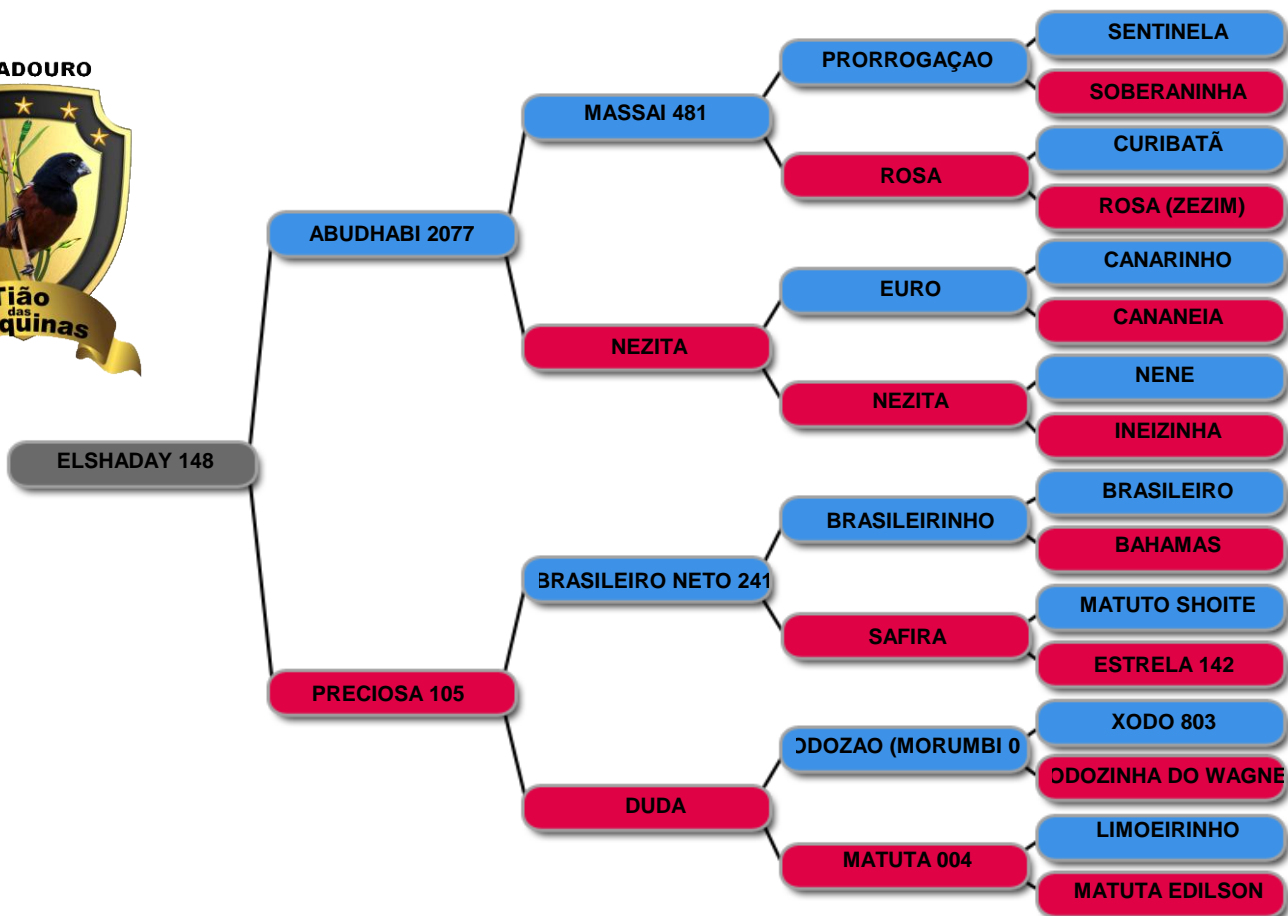 SENTINELA
PRORROGAÇAO
ADOURO
SOBERANINHA
MASSAI 481
CURIBATÃ
ROSA
ROSA (ZEZIM)
ABUDHABI 2077
CANARINHO
EURO
CANANEIA
Tião
das
quinas
NEZITA
NENE
NEZITA
INEIZINHA
ELSHADAY 148
BRASILEIRO
BRASILEIRINHO
BAHAMAS
BRASILEIRO NETO 241
MATUTO SHOITE
SAFIRA
ESTRELA 142
PRECIOSA 105
XODO 803
ODOZAO (MORUMBI 0
ODOZINHA DO WAGNE
DUDA
LIMOEIRINHO
MATUTA 004
MATUTA EDILSON